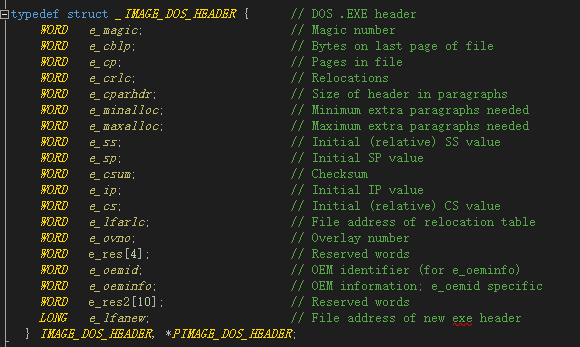 typedef struct _IMAGE_DOS_HEADER { // DOS .EXE header
WORD e_magic; // Magic number
WORD e_cblp; // Bytes on last page of file
WORD e_cp; // Pages in file
WORD e_crlc; // Relocations
WORD e_cparhdr; // Size of header in paragraphs
WORD e_minalloc; // Minimum extra paragraphs needed
WORD e_maxalloc; // Maximum extra paragraphs needed
WORD e_ss; // Initial (relative) SS value
WORD e_sp; // Initial SP value
WORD e_csum; // Checksum
WORD e_ip; // Initial IP value
WORD e_cs; // Initial (relative) CS value
WORD e_lfarlc; // File address of relocation table
WORD e_ovno; // Overlay number
WORD e_res[4]; // Reserved words
WORD e_oemid; // OEM identifier (for e_oeminfo)
WORD e_oeminfo; // OEM information; e_oemid specific
WORD e_res2[10]; // Reserved words
LONG e_lfanew; // File address of new exe header
} IMAGE_DOS_HEADER, *PIMAGE_DOS_HEADER;